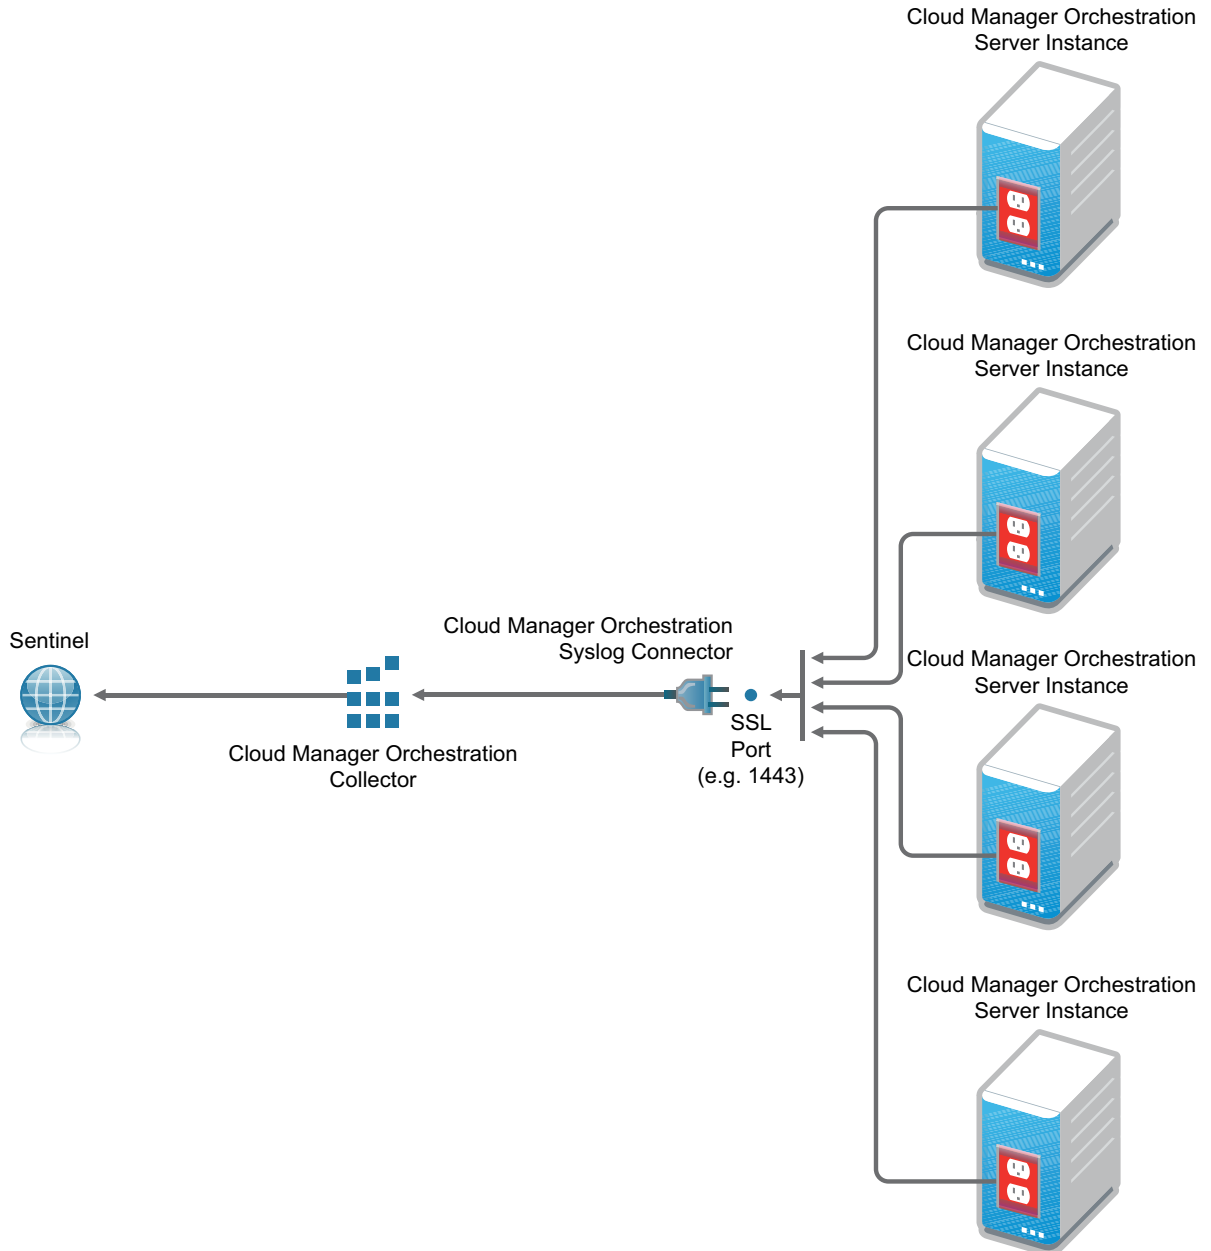 Cloud Manager Orchestration
Server Instance
Cloud Manager Orchestration
Server Instance
Cloud Manager Orchestration
Syslog Connector
Sentinel
Cloud Manager Orchestration
Server Instance
SSL
Port
(e.g. 1443)
Cloud Manager Orchestration
Collector
Cloud Manager Orchestration
Server Instance